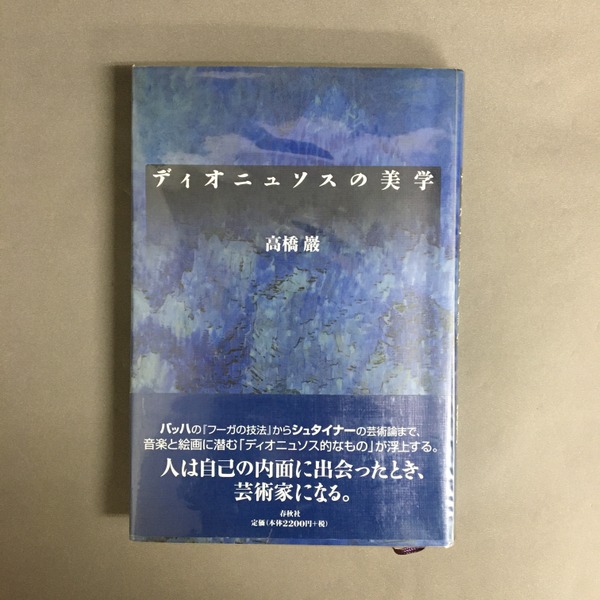 ディオニュソスの美学
高橋 巖
バッハの『フーガの技法』からシュタイナーの芸術論まで、
音楽と絵画に潜む「ディオニュソス的なもの」が浮上する。
人は自己の内面に出会ったとき、
芸術家になる。
春秋社
定価(本体2200円+税)